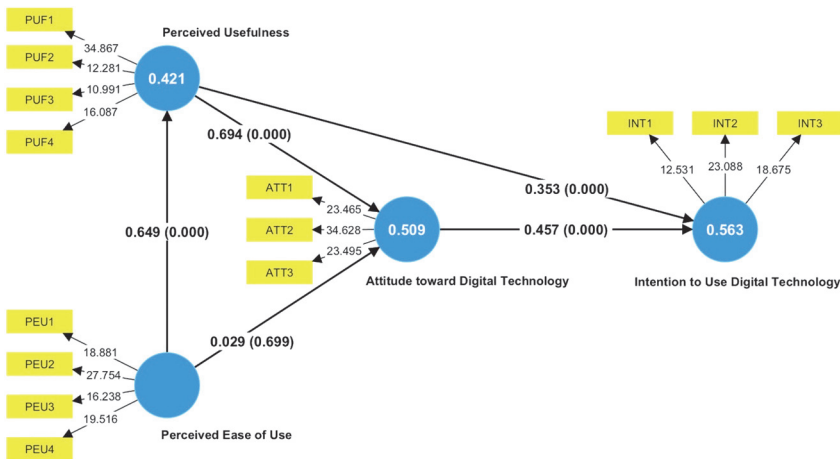 PUF1
Perceived Usefulness
34.867
PUF2
12.281
0.421
PUF3
10.991
PUF4
16.087
0.694 (0.000)
INT1
INT2
INT3
12.531
23.088
18.675
ATT1
0.353 (0.000)
23.465
0.649 (0.000)
ATT2
34.628
0.509
0.457 (0.000)
0.563
ATT3
23.495
Attitude toward Digital Technology
Intention to Use Digital Technology
PEU1
0.029 (0.699)
18.881
PEU2
27.754
PEU3
16.238
19.516
PEU4
Perceived Ease of Use